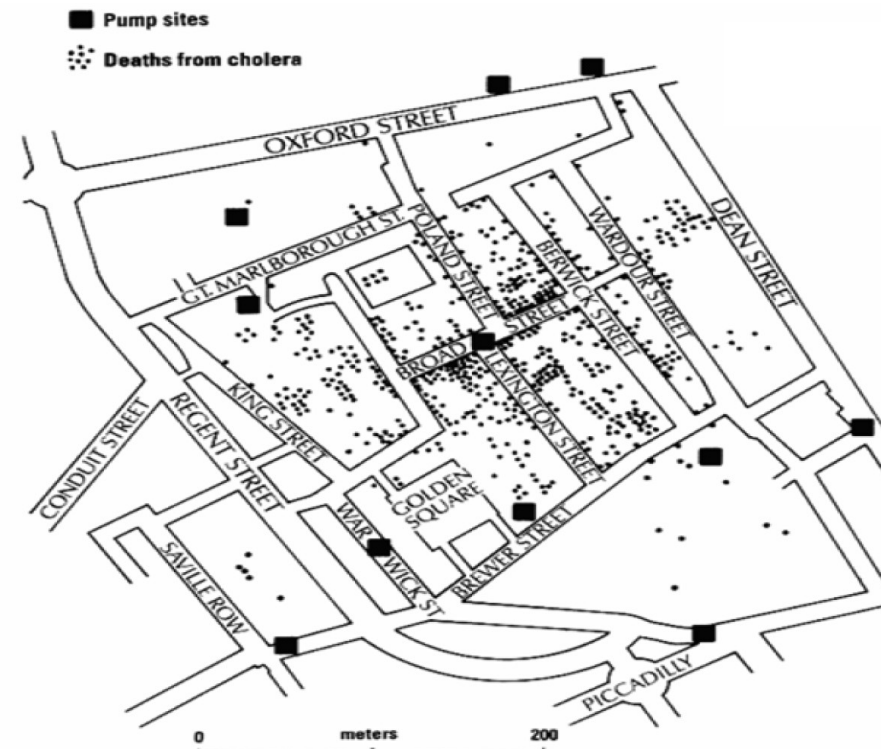 Pump sites
Deaths from cholera
OXFORD STREET
GT. MARLBOROUGH ST.
POLAND STREET
BERWICK STREET
WARDOUR STREET
DEAN STREET
BROAD STREET
LEXINGTON STREET
KING STREET
REGENT STREET
CONDUIT STREET
GOLDEN
SQUARE
WARWICK ST
BREWER STREET
SAVILLE ROW
PICCADILLY
0 meters 200